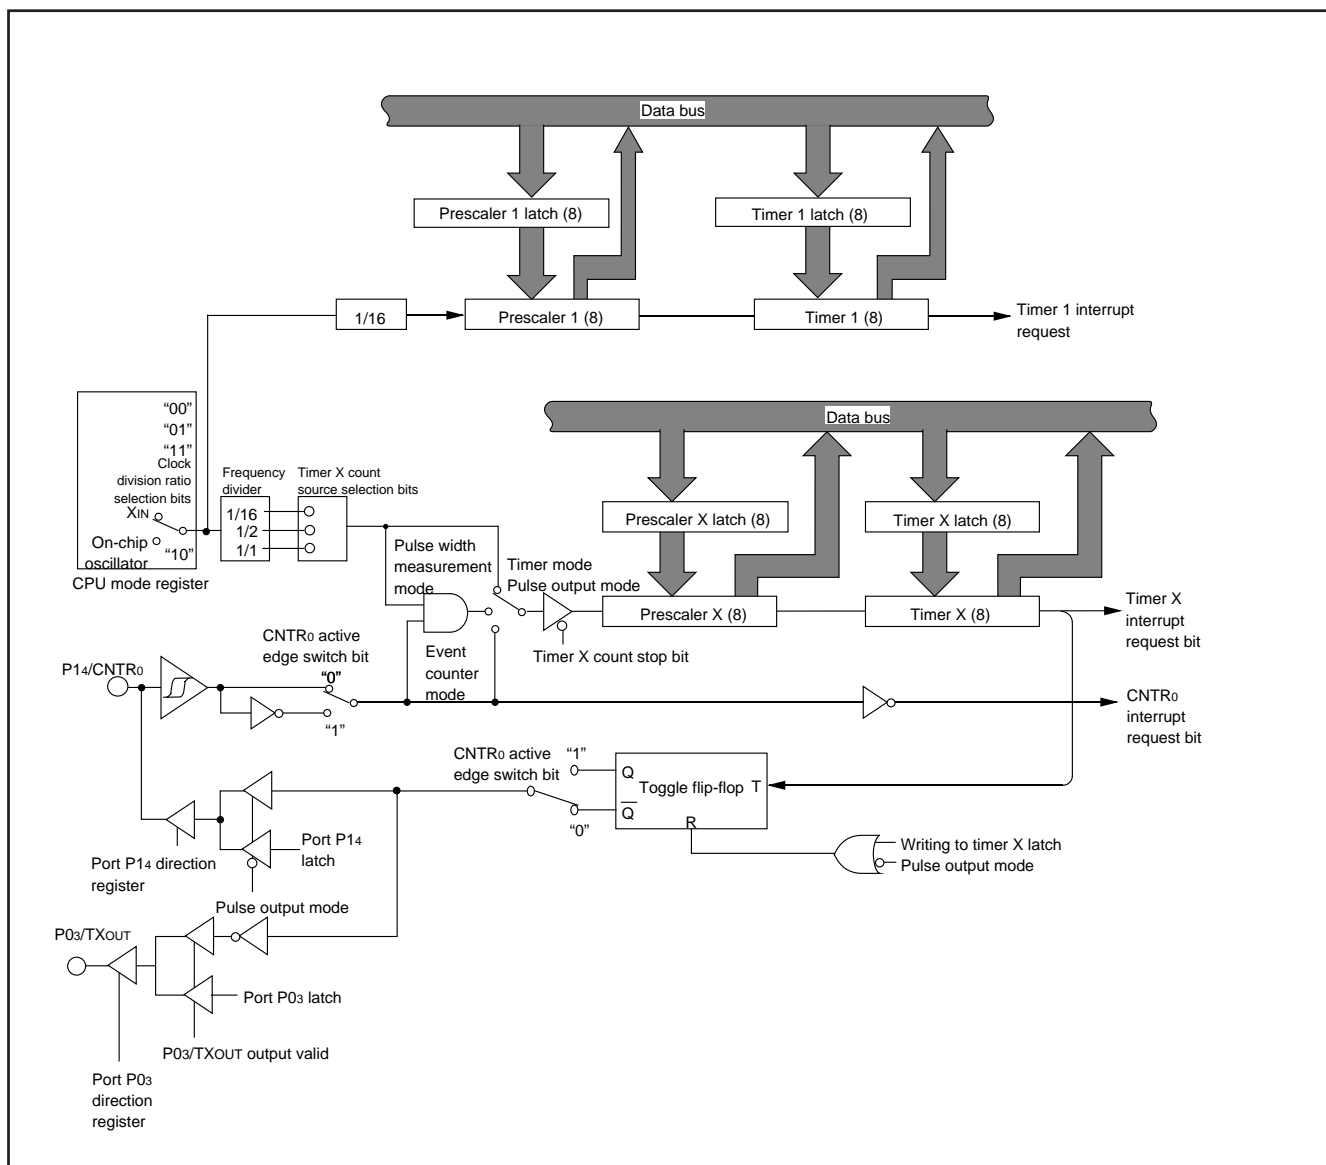 Data bus
Prescaler 1 latch (8)
Timer 1 latch (8)
1/16
Prescaler 1 (8)
Timer 1 (8)
Timer 1 interrupt
request
“00”
“01”
“11”
Clock
division ratio
selection bits
XIN
On-chip
oscillator
“10”
CPU mode register
Frequency
divider
1/16
1/2
1/1
Timer X count
source selection bits
Data bus
Prescaler X latch (8)
Timer X latch (8)
Pulse width
measurement
mode
Timer mode
Pulse output mode
Prescaler X (8)
Timer X (8)
Timer X
interrupt
request bit
Timer X count stop bit
Event
counter
mode
P14/CNTR0
CNTR0 active
edge switch bit
“0”
“1”
CNTR0
interrupt
request bit
CNTR0 active
edge switch bit
“1”
“0”
Q
Toggle flip-flop
T
Q
R
Writing to timer X latch
Pulse output mode
Port P14
latch
Port P14 direction
register
Pulse output mode
P03/TXOUT
Port P03 latch
P03/TXOUT output valid
Port P03
direction
register